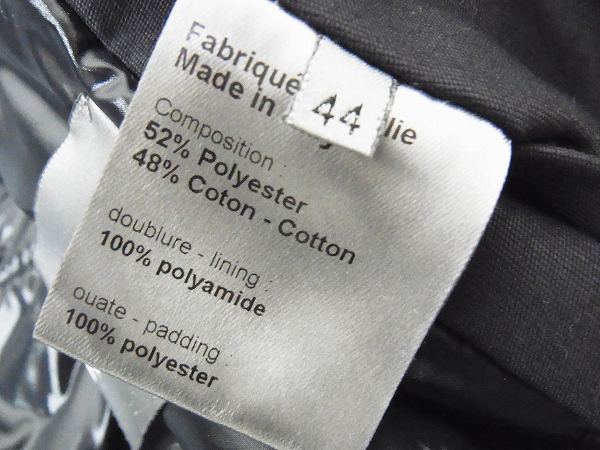 Fabriqué
Made in
44
lie
Composition :
52% Polyester
48% Coton - Cotton
doublure - lining :
100% polyamide
ouate - padding :
100% polyester